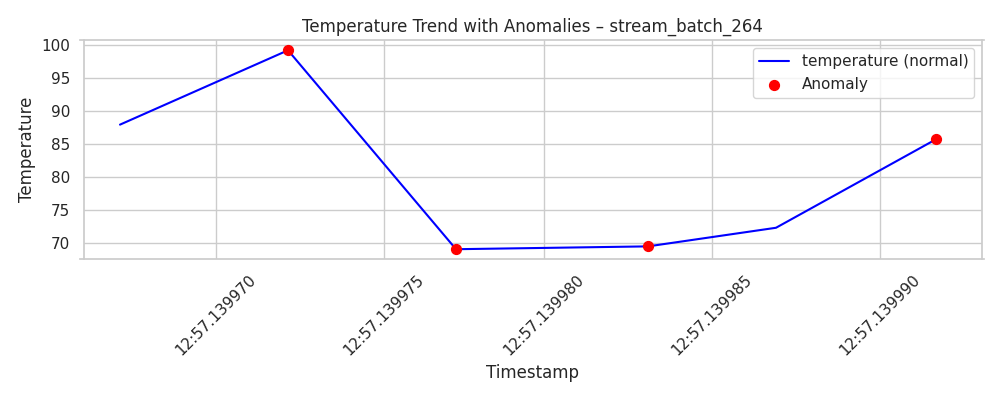 Temperature Trend with Anomalies – stream_batch_264
temperature (normal)
Anomaly
Temperature
100
95
90
85
80
75
70
12:57.139970
12:57.139975
12:57.139980
12:57.139985
12:57.139990
Timestamp